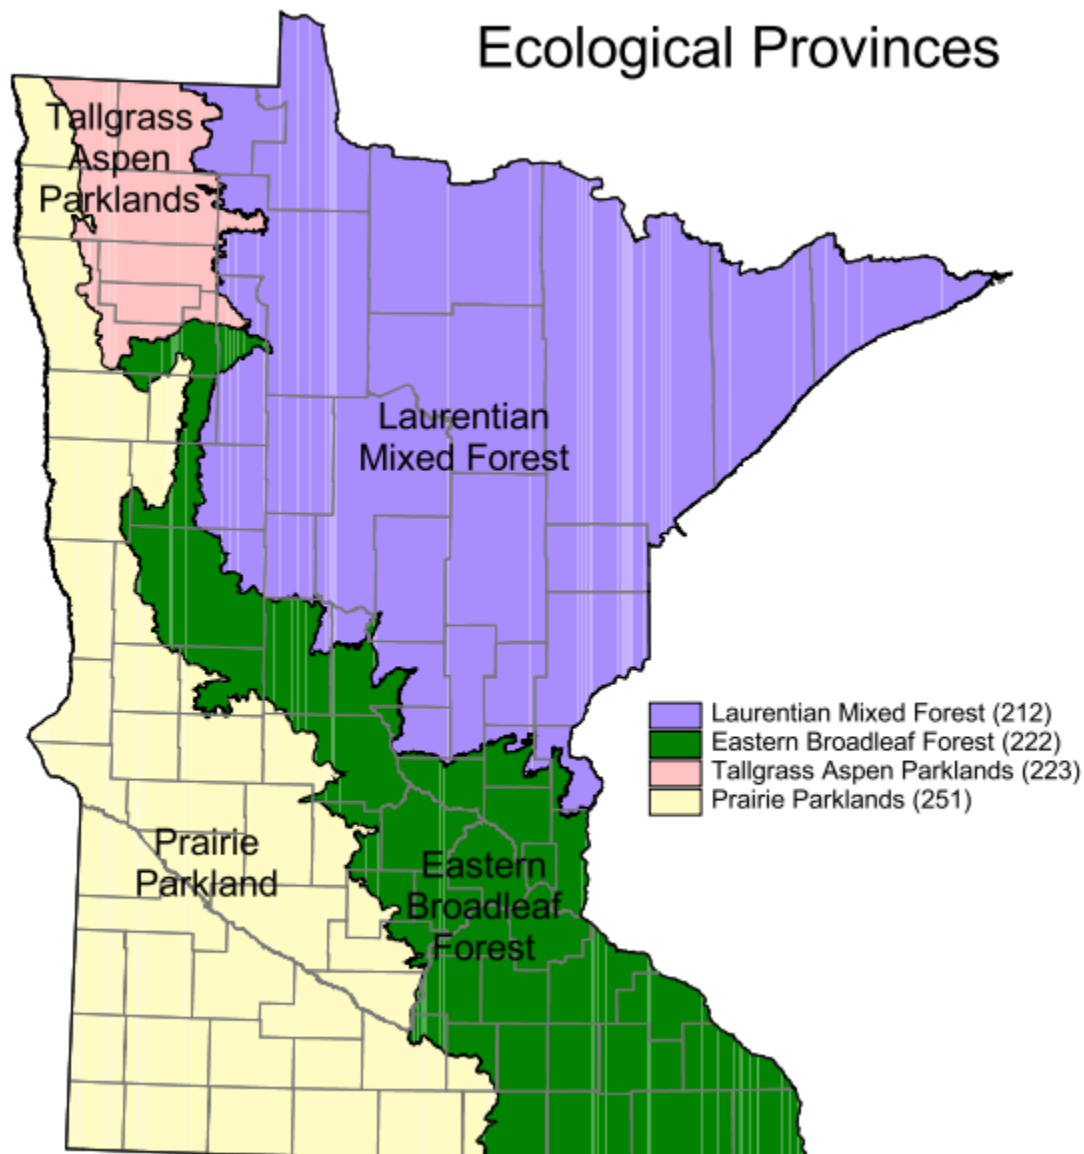 Ecological Provinces
Tallgrass
Aspen
Parklands
Laurentian
Mixed Forest
Laurentian Mixed Forest (212)
Eastern Broadleaf Forest (222)
Tallgrass Aspen Parklands (223)
Prairie Parklands (251)
Prairie
Parkland
Eastern
Broadleaf
Forest